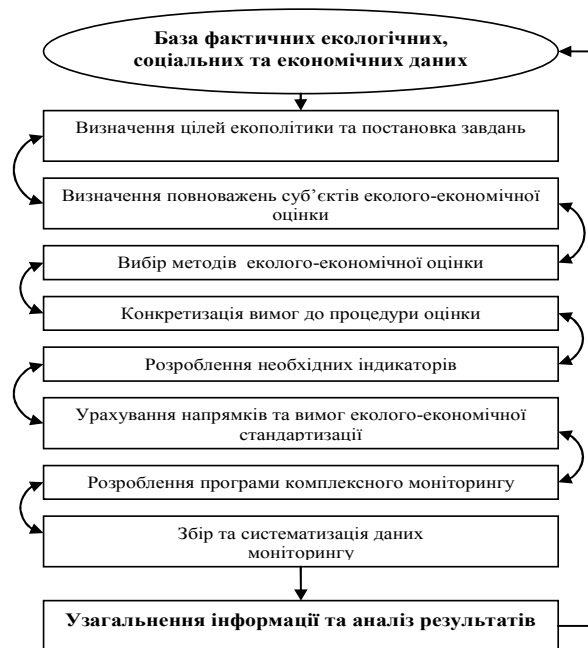 База фактичних екологічних,
соціальних та економічних даних
Визначення цілей екополітики та постановка завдань
Визначення повноважень суб’єктів еколого-економічної
оцінки
Вибір методів еколого-економічної оцінки
Конкретизація вимог до процедури оцінки
Розроблення необхідних індикаторів
Урахування напрямків та вимог еколого-економічної
стандартизації
Розроблення програми комплексного моніторингу
Збір та систематизація даних
моніторингу
Узагальнення інформації та аналіз результатів